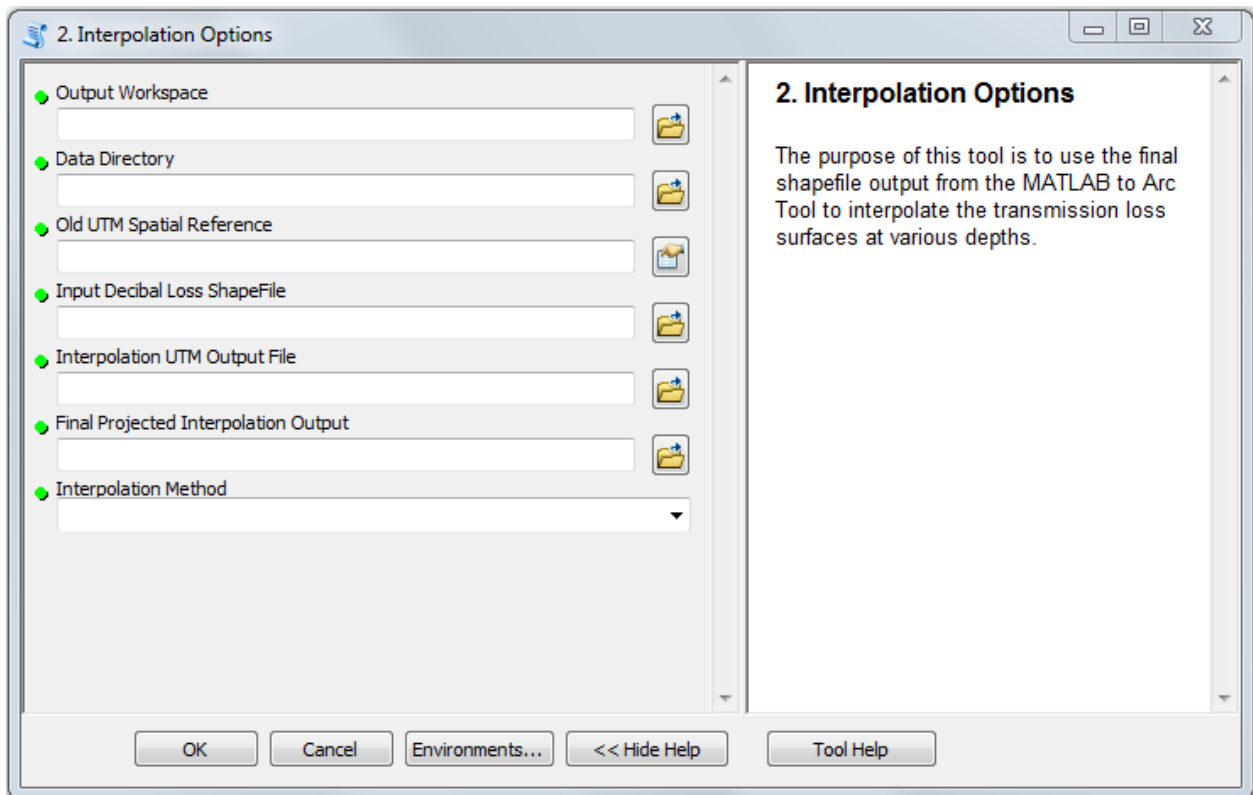 2. Interpolation Options
Output Workspace
Data Directory
Old UTM Spatial Reference
Input Decibal Loss ShapeFile
Interpolation UTM Output File
Final Projected Interpolation Output
Interpolation Method
2. Interpolation Options
The purpose of this tool is to use the final
shapefile output from the MATLAB to Arc
Tool to interpolate the transmission loss
surfaces at various depths.
OK
Cancel
Environments...
<< Hide Help
Tool Help